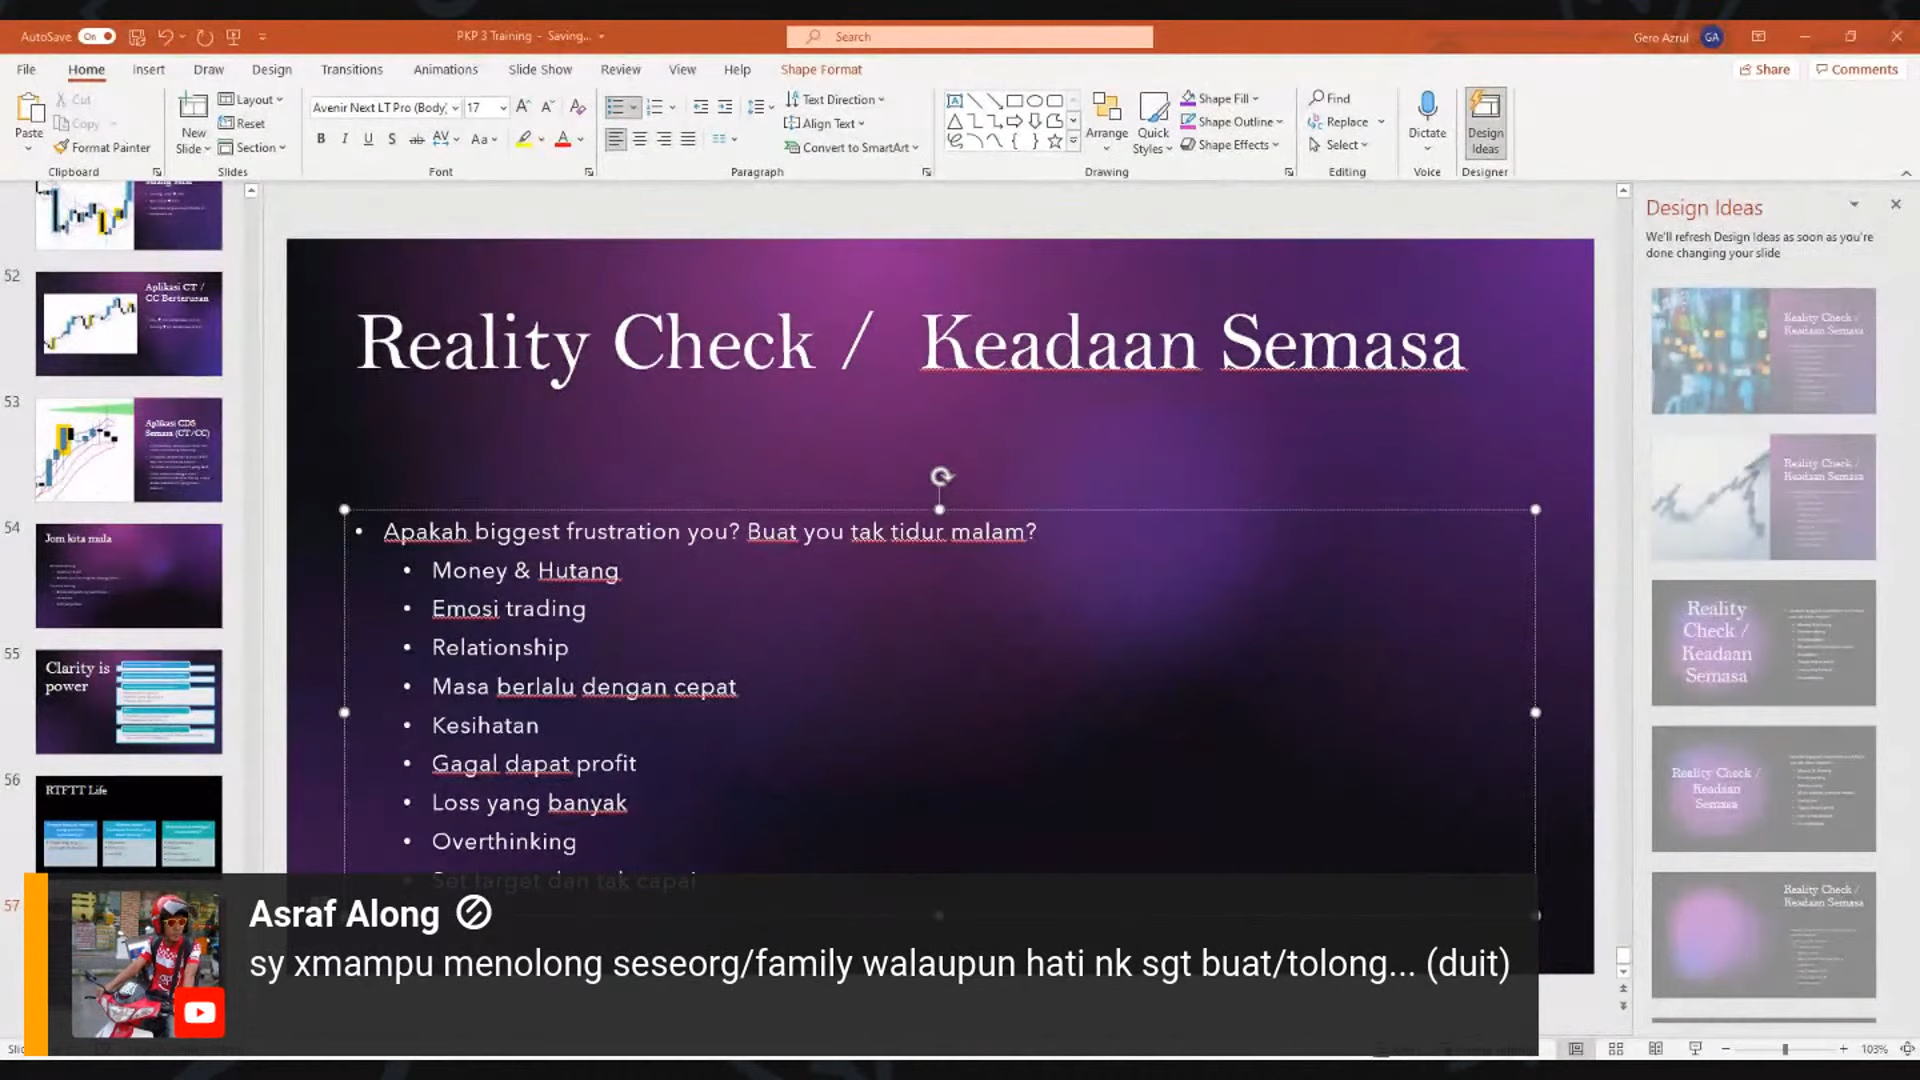 AutoSave On
PKP 3 Training - Saving...
Search
Gero Azrul GA
File Home Insert Draw Design Transitions Animations Slide Show Review View Help Shape Format
Share Comments
Paste
Cut
Copy
Format Painter
Clipboard
New Slide
Layout
Reset
Section
Slides
Avenir Next LT Pro (Body) 17
Font
Paragraph
Text Direction
Align Text
Convert to SmartArt
Arrange
Quick Styles
Shape Fill
Shape Outline
Shape Effects
Drawing
Find
Replace
Select
Editing
Dictate
Voice
Design Ideas
Designer
52
Aplikasi CT /
CC Berterusan
53
Aplikasi CDS
Semasa (CT/CC)
54
Jom kita mula
55
Clarity is
power
56
RTFTT Life
57
Reality Check / Keadaan Semasa
• Apakah biggest frustration you? Buat you tak tidur malam?
• Money & Hutang
• Emosi trading
• Relationship
• Masa berlalu dengan cepat
• Kesihatan
• Gagal dapat profit
• Loss yang banyak
• Overthinking
• Set target dan tak capai
Design Ideas
We'll refresh Design Ideas as soon as you're
done changing your slide
Reality Check /
Keadaan Semasa
Reality Check /
Keadaan Semasa
Reality
Check /
Keadaan
Semasa
Reality Check /
Keadaan
Semasa
Reality Check /
Keadaan Semasa
Asraf Along
sy xmampu menolong seseorg/family walaupun hati nk sgt buat/tolong... (duit)
103%